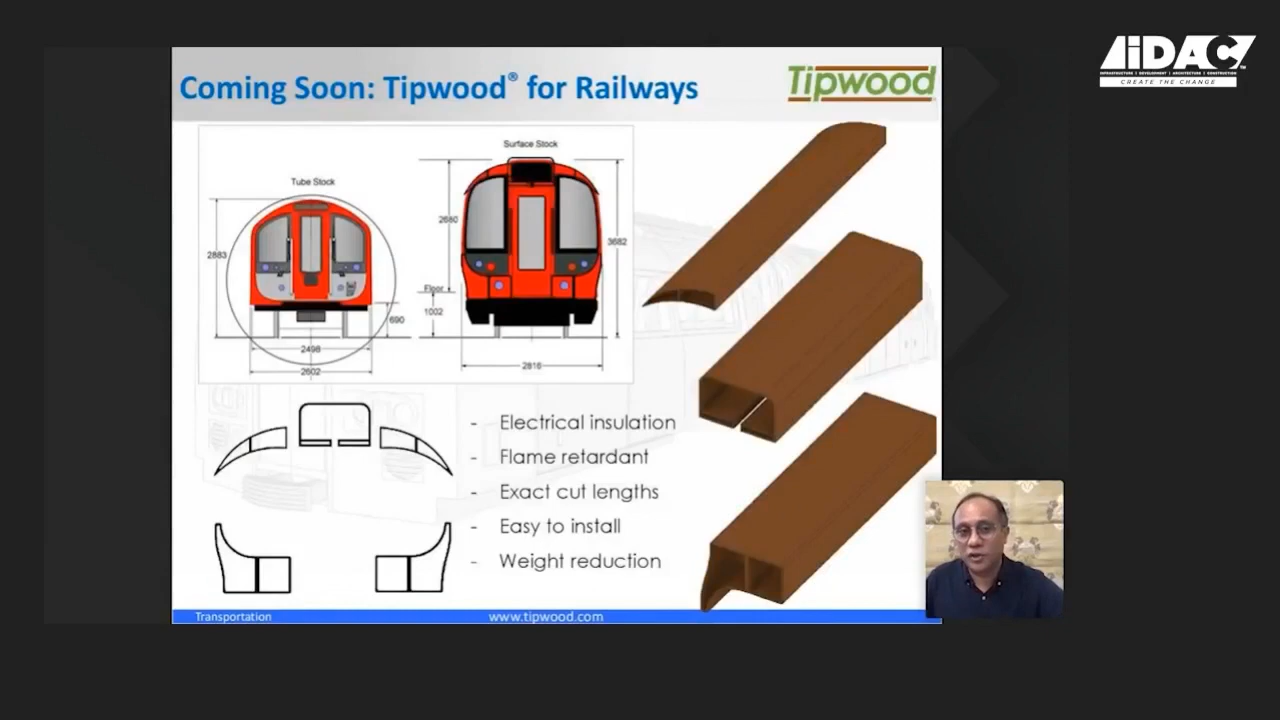 iDAC
INFRASTRUCTURE | DEVELOPMENT | ARCHITECTURE | CONSTRUCTION
CREATE THE CHANGE
Coming Soon: Tipwood® for Railways
Tipwood
Tube Stock
Surface Stock
2883
690
2498
2602
2680
3682
Floor
1002
2816
- Electrical insulation
- Flame retardant
- Exact cut lengths
- Easy to install
- Weight reduction
Transportation
www.tipwood.com